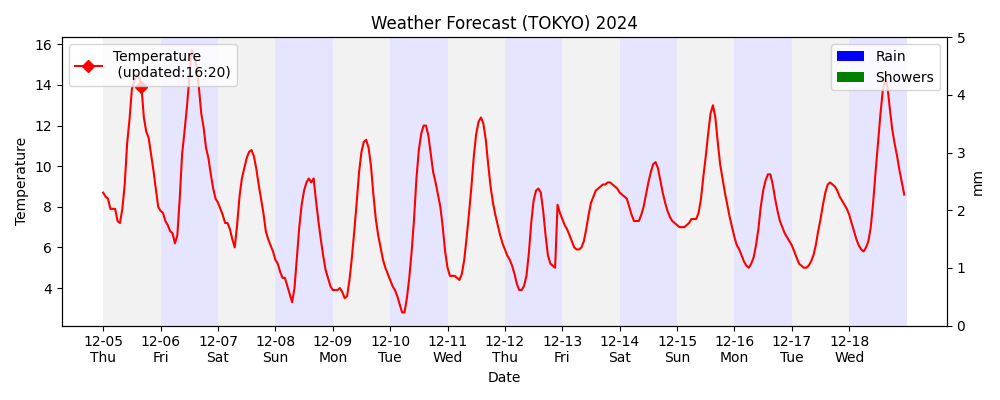 Weather Forecast (TOKYO) 2024
Temperature
(updated:16:20)
Rain
Showers
16
14
12
10
8
6
4
Temperature
5
4
3
2
1
0
mm
12-05 12-06 12-07 12-08 12-09 12-10 12-11 12-12 12-13 12-14 12-15 12-16 12-17 12-18
Thu Fri Sat Sun Mon Tue Wed Thu Fri Sat Sun Mon Tue Wed
Date